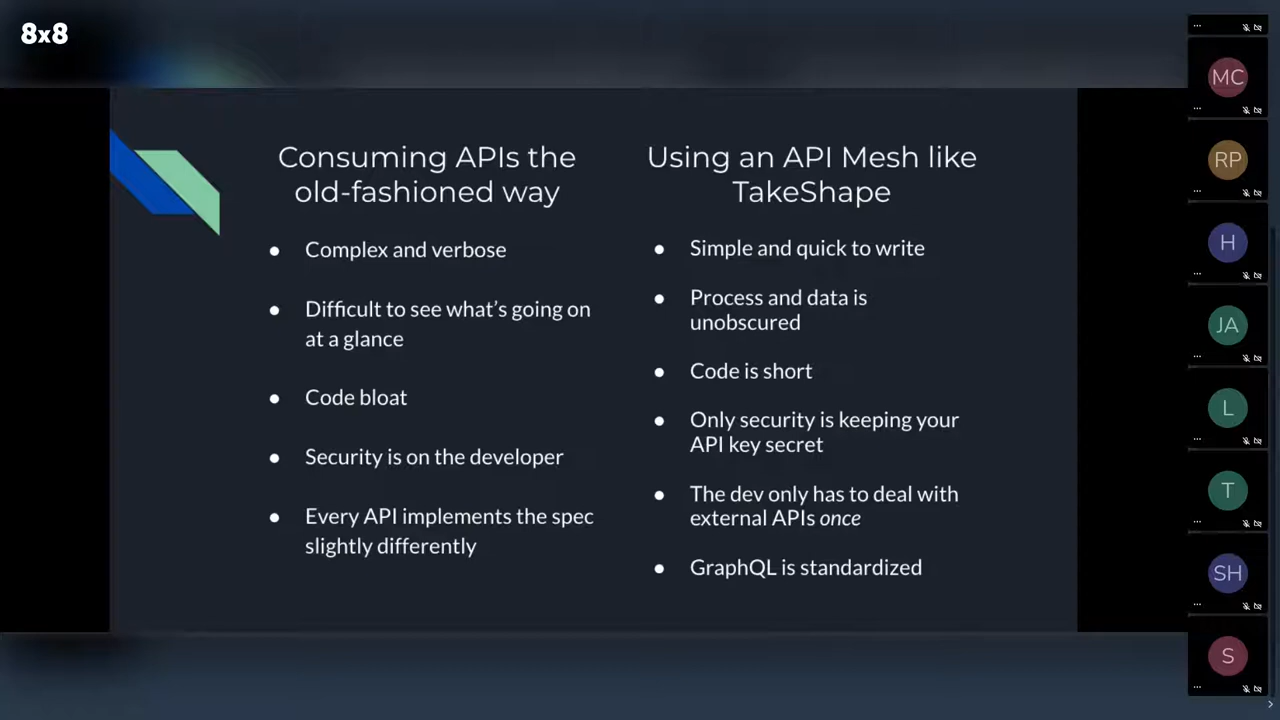 8x8
Consuming APIs the
old-fashioned way
● Complex and verbose
● Difficult to see what's going on
at a glance
● Code bloat
● Security is on the developer
● Every API implements the spec
slightly differently
Using an API Mesh like
TakeShape
● Simple and quick to write
● Process and data is
unobscured
● Code is short
● Only security is keeping your
API key secret
● The dev only has to deal with
external APIs once
● GraphQL is standardized
MC
RP
H
JA
L
T
SH
S